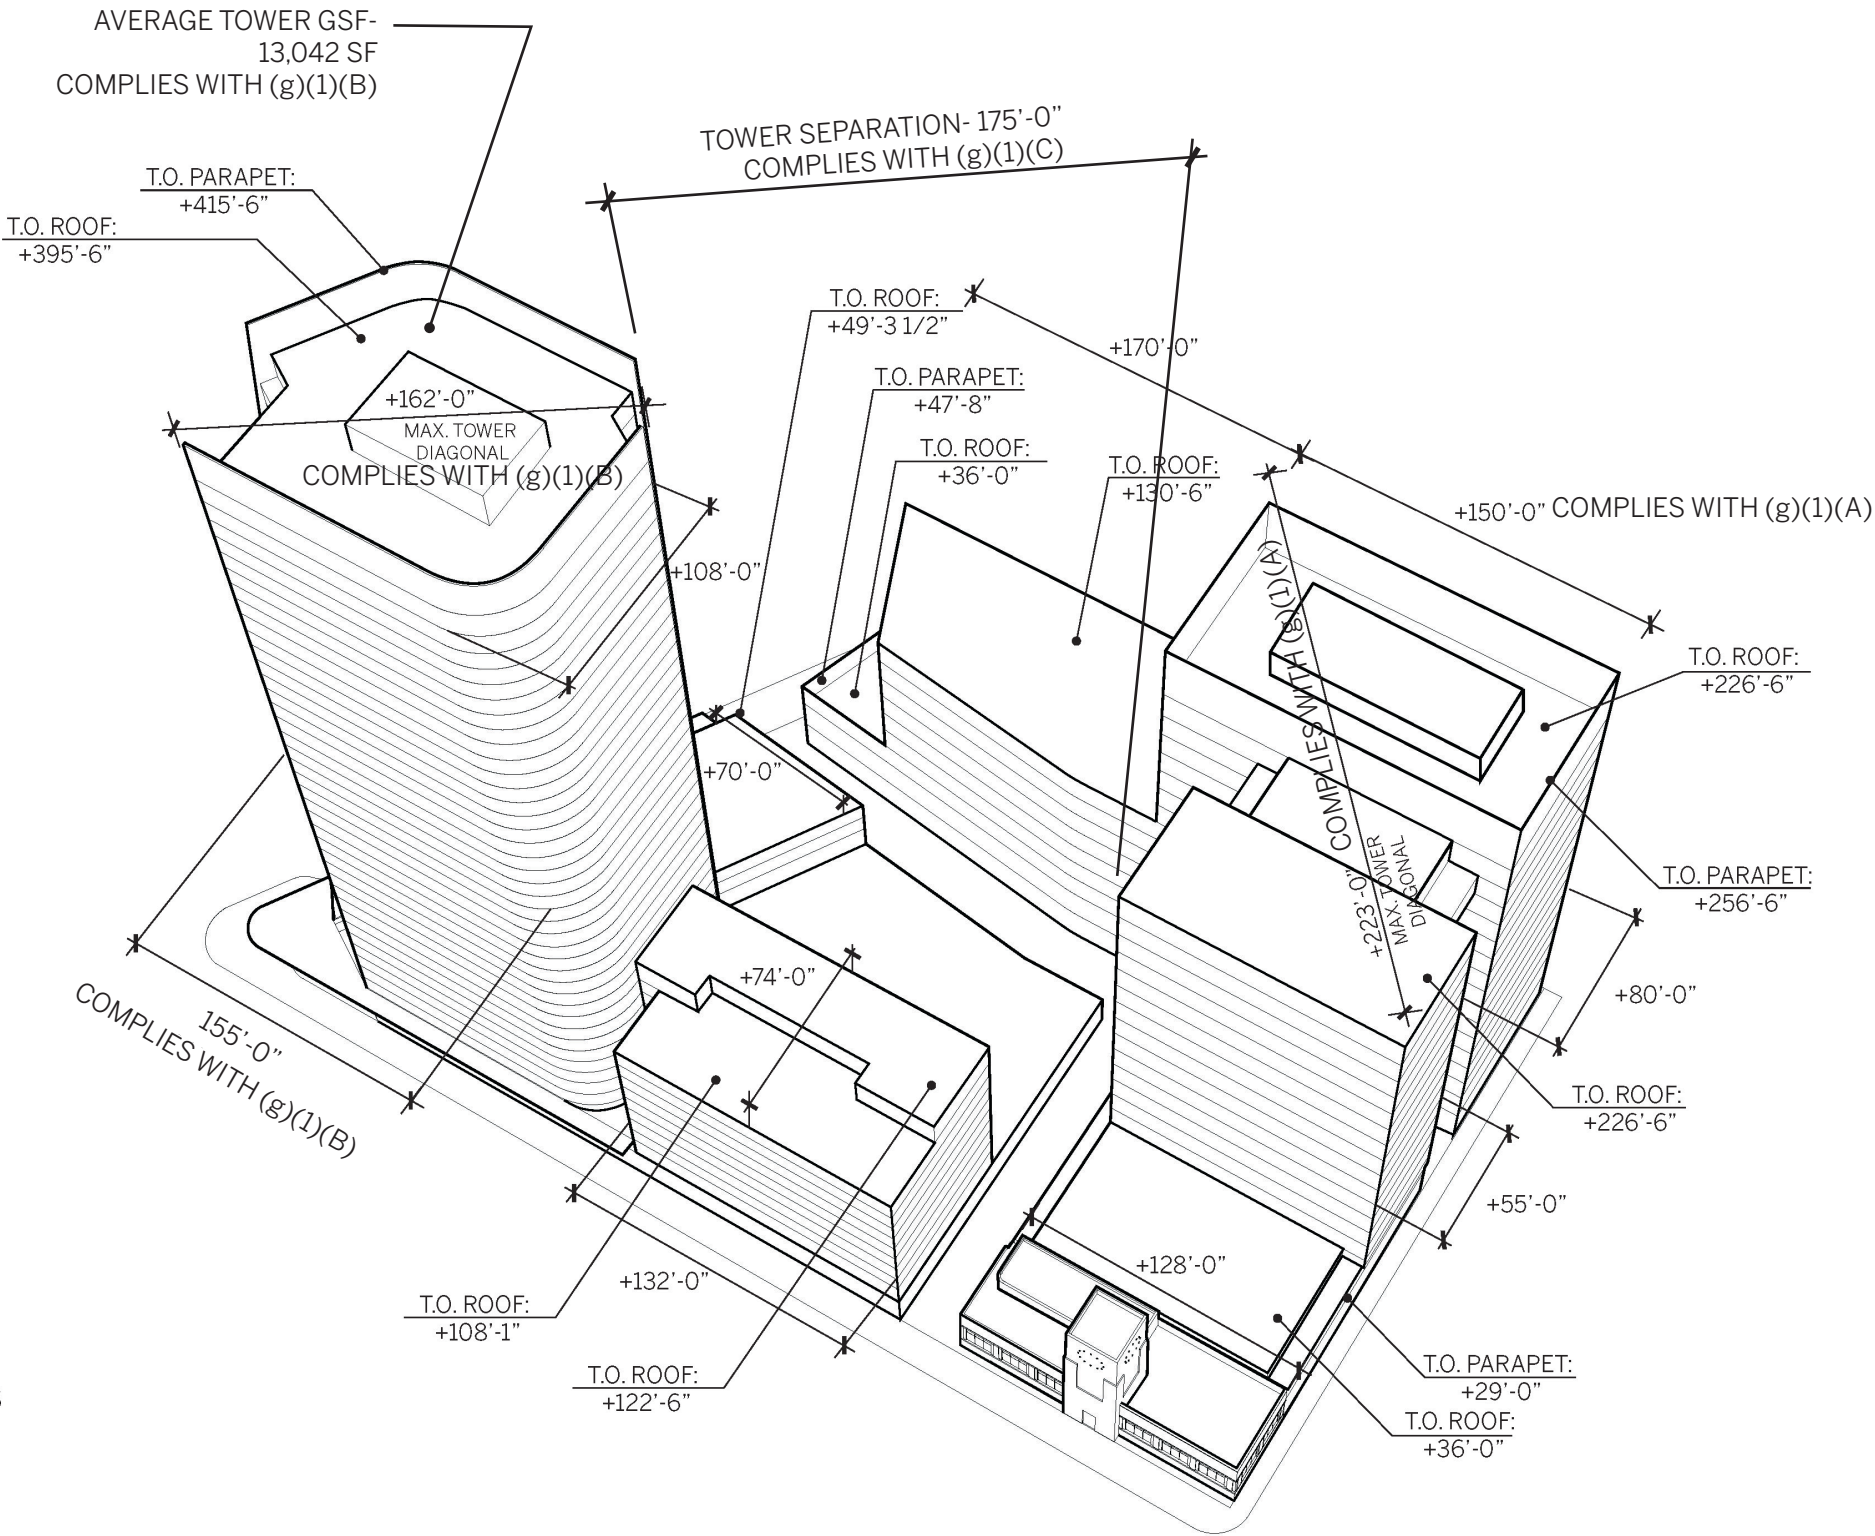 AVERAGE TOWER GSF-
13,042 SF
COMPLIES WITH (g)(1)(B)
TOWER SEPARATION- 175’-0”
COMPLIES WITH (g)(1)(C)
T.O. PARAPET:
+415’-6”
T.O. ROOF:
+395’-6”
T.O. ROOF:
+49’-3 1/2”
+170’-0”
T.O. PARAPET:
+47’-8”
+162’-0”
MAX. TOWER
DIAGONAL
COMPLIES WITH (g)(1)(B)
T.O. ROOF:
+36’-0”
T.O. ROOF:
+130’-6”
+150’-0” COMPLIES WITH (g)(1)(A)
+108’-0”
COMPLIES WITH (g)(1)(A)
+223’-0”
MAX. TOWER
DIAGONAL
T.O. ROOF:
+226’-6”
+70’-0”
T.O. PARAPET:
+256’-6”
+74’-0”
+80’-0”
155’-0”
COMPLIES WITH (g)(1)(B)
T.O. ROOF:
+226’-6”
+55’-0”
+132’-0”
+128’-0”
T.O. ROOF:
+108’-1”
T.O. ROOF:
+122’-6”
T.O. PARAPET:
+29’-0”
T.O. ROOF:
+36’-0”